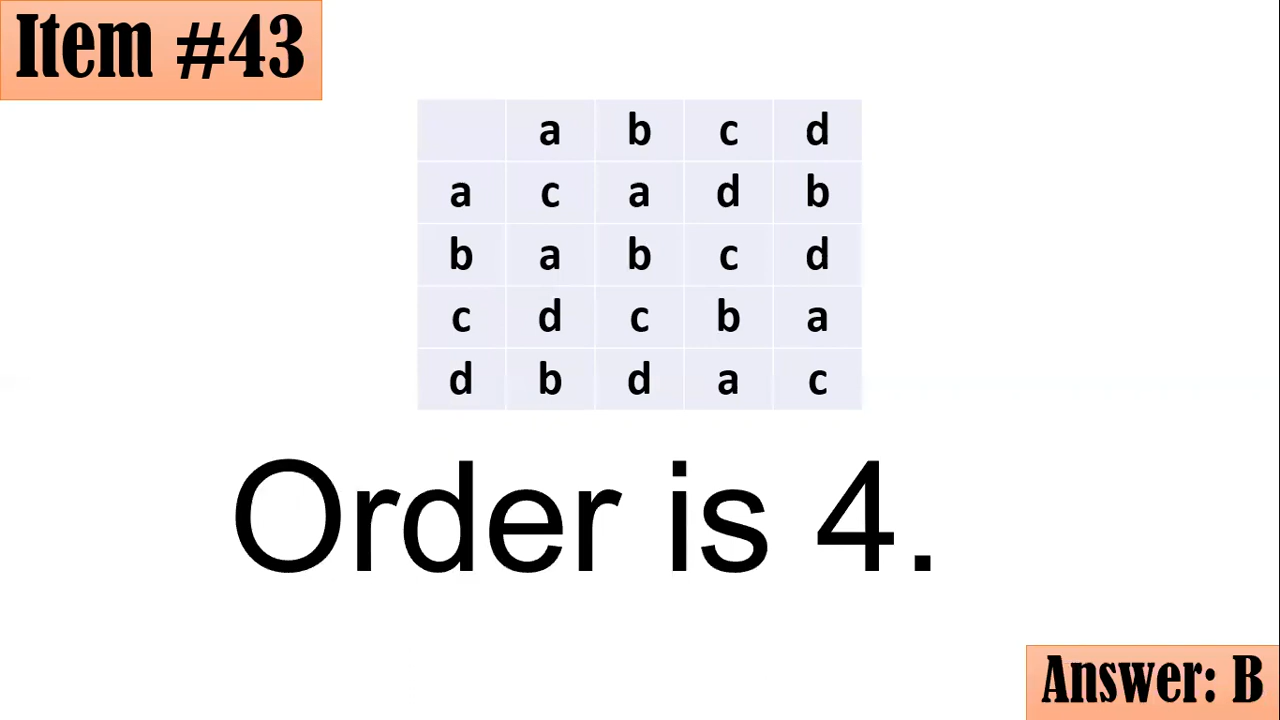 Item #43
a b c d
a c a d b
b a b c d
c d c b a
d b d a c
Order is 4.
Answer: B